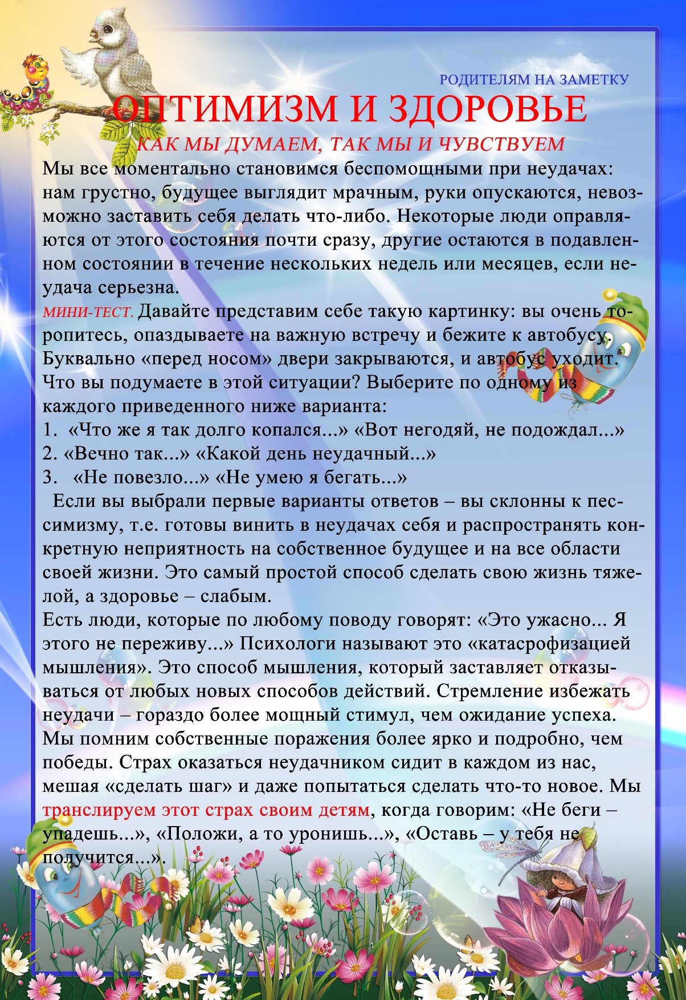 РОДИТЕЛЯМ НА ЗАМЕТКУ
ОПТИМИЗМ И ЗДОРОВЬЕ
КАК МЫ ДУМАЕМ, ТАК МЫ И ЧУВСТВУЕМ
Мы все моментально становимся беспомощными при неудачах:
нам грустно, будущее выглядит мрачным, руки опускаются, невоз-
можно заставить себя делать что-либо. Некоторые люди оправля-
ются от этого состояния почти сразу, другие остаются в подавлен-
ном состоянии в течение нескольких недель или месяцев, если не-
удача серьезна.
МИНИ-ТЕСТ. Давайте представим себе такую картинку: вы очень то-
ропитесь, опаздываете на важную встречу и бежите к автобусу.
Буквально «перед носом» двери закрываются, и автобус уходит.
Что вы подумаете в этой ситуации? Выберите по одному из
каждого приведенного ниже варианта:
1.  «Что же я так долго копался...» «Вот негодяй, не подождал...»
2. «Вечно так...» «Какой день неудачный...»
3.   «Не повезло...» «Не умею я бегать...»
Если вы выбрали первые варианты ответов – вы склонны к пес-
симизму, т.е. готовы винить в неудачах себя и распространять кон-
кретную неприятность на собственное будущее и на все области
своей жизни. Это самый простой способ сделать свою жизнь тяже-
лой, а здоровье – слабым.
Есть люди, которые по любому поводу говорят: «Это ужасно... Я
этого не переживу...» Психологи называют это «катасрофизацией
мышления». Это способ мышления, который заставляет отказы-
ваться от любых новых способов действий. Стремление избежать
неудачи – гораздо более мощный стимул, чем ожидание успеха.
Мы помним собственные поражения более ярко и подробно, чем
победы. Страх оказаться неудачником сидит в каждом из нас,
мешая «сделать шаг» и даже попытаться сделать что-то новое. Мы
транслируем этот страх своим детям, когда говорим: «Не беги –
упадешь...», «Положи, а то уронишь...», «Оставь – у тебя не
получится...».